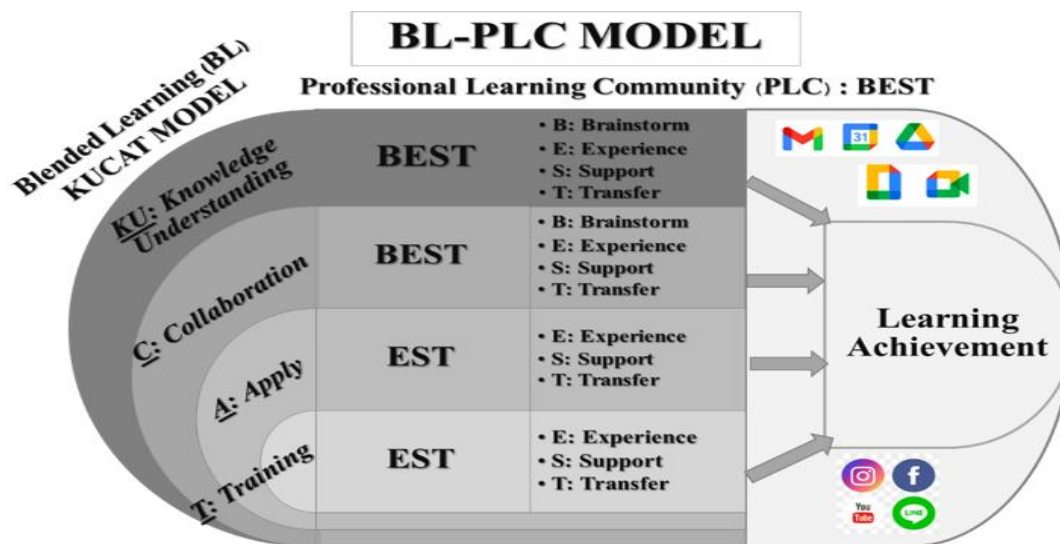 BL-PLC MODEL
Professional Learning Community (PLC) : BEST
Blended Learning (BL)
KUCAT MODEL
KU: Knowledge
Understanding
BEST
• B: Brainstorm
• E: Experience
• S: Support
• T: Transfer
31
C: Collaboration
BEST
• B: Brainstorm
• E: Experience
• S: Support
• T: Transfer
A: Apply
EST
• E: Experience
• S: Support
• T: Transfer
T: Training
EST
• E: Experience
• S: Support
• T: Transfer
Learning
Achievement
f
You
Tube
LINE